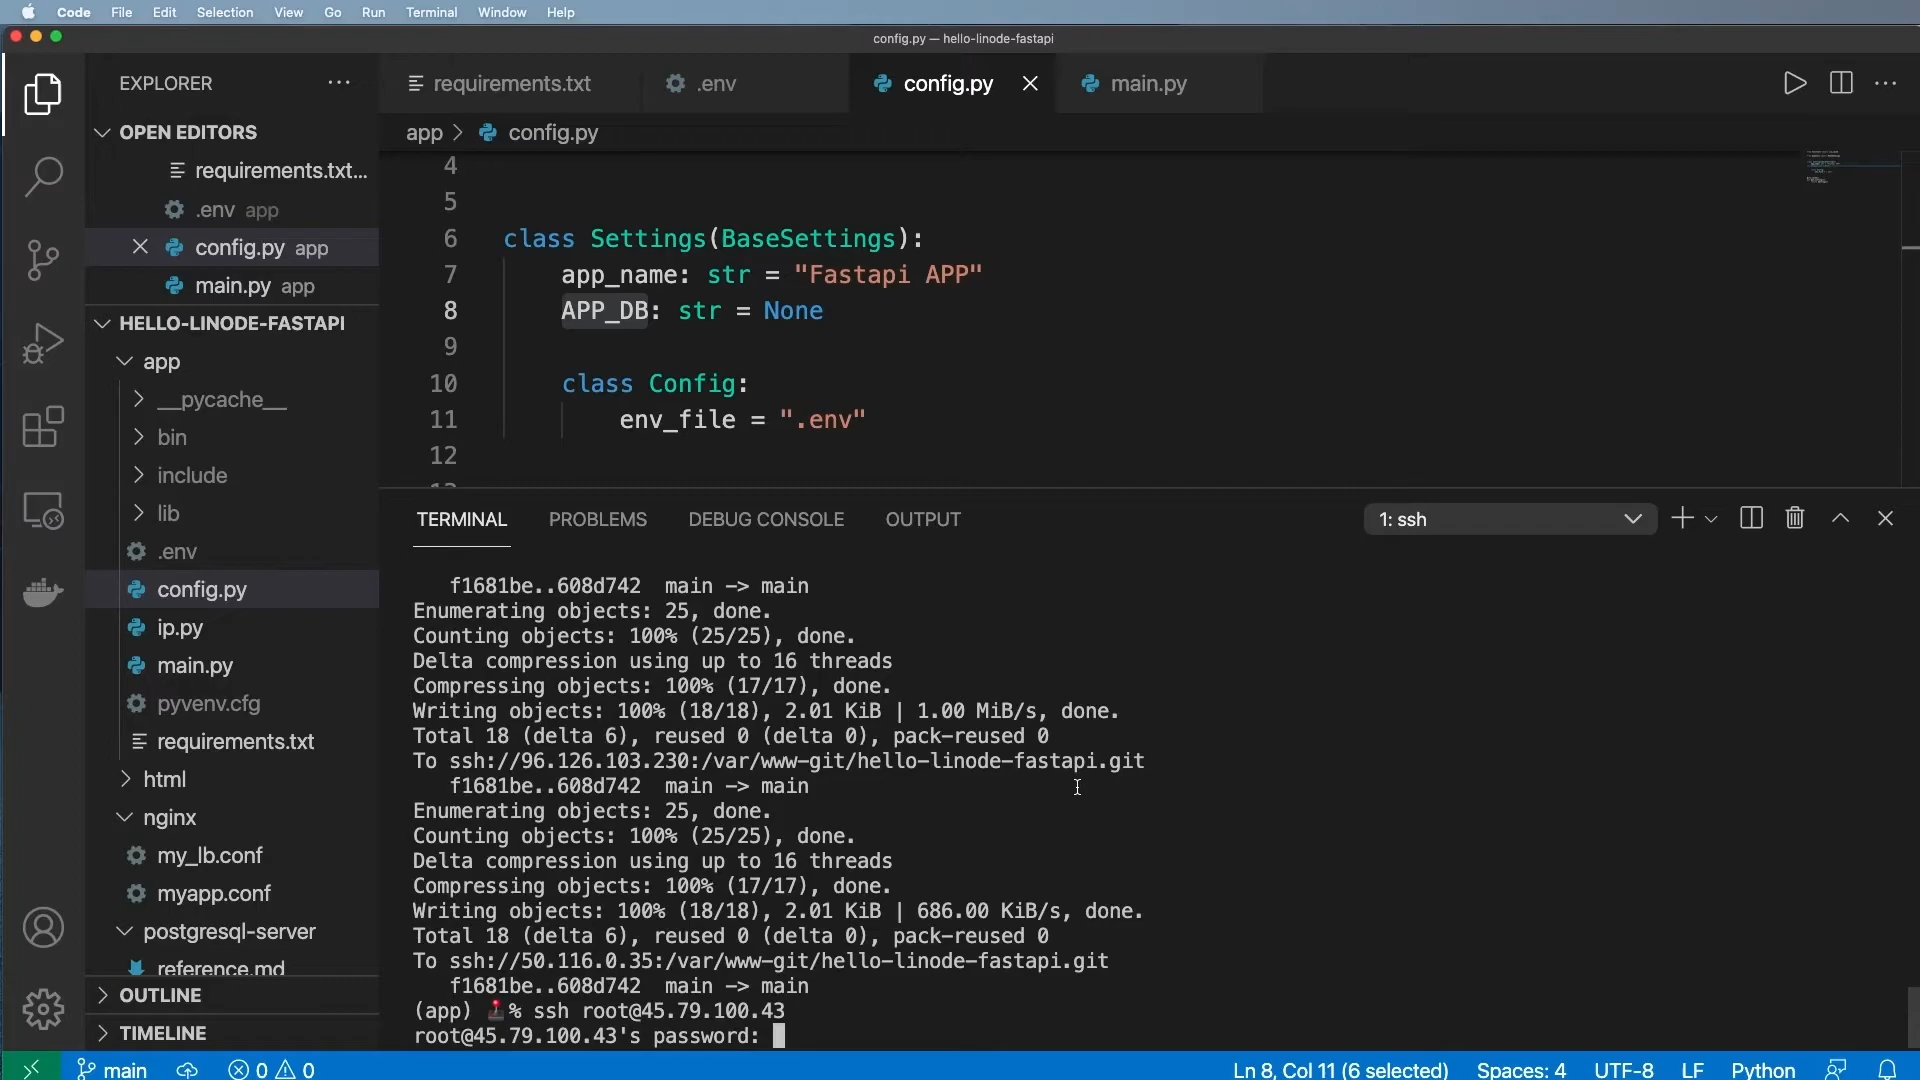 Code File Edit Selection View Go Run Terminal Window Help
config.py — hello-linode-fastapi
EXPLORER
OPEN EDITORS
requirements.txt...
.env app
config.py app
main.py app
HELLO-LINODE-FASTAPI
app
__pycache__
bin
include
lib
.env
config.py
ip.py
main.py
pyvenv.cfg
requirements.txt
html
nginx
my_lb.conf
myapp.conf
postgresql-server
reference.md
OUTLINE
TIMELINE
requirements.txt .env config.py main.py
app > config.py
4
5
6 class Settings(BaseSettings):
7 app_name: str = "Fastapi APP"
8 APP_DB: str = None
9
10 class Config:
11 env_file = ".env"
12
TERMINAL PROBLEMS DEBUG CONSOLE OUTPUT 1: ssh
f1681be..608d742 main -> main
Enumerating objects: 25, done.
Counting objects: 100% (25/25), done.
Delta compression using up to 16 threads
Compressing objects: 100% (17/17), done.
Writing objects: 100% (18/18), 2.01 KiB | 1.00 MiB/s, done.
Total 18 (delta 6), reused 0 (delta 0), pack-reused 0
To ssh://96.126.103.230:/var/www-git/hello-linode-fastapi.git
f1681be..608d742 main -> main
Enumerating objects: 25, done.
Counting objects: 100% (25/25), done.
Delta compression using up to 16 threads
Compressing objects: 100% (17/17), done.
Writing objects: 100% (18/18), 2.01 KiB | 686.00 KiB/s, done.
Total 18 (delta 6), reused 0 (delta 0), pack-reused 0
To ssh://50.116.0.35:/var/www-git/hello-linode-fastapi.git
f1681be..608d742 main -> main
(app) 🕹% ssh root@45.79.100.43
root@45.79.100.43's password:
main 0 0 Ln 8, Col 11 (6 selected) Spaces: 4 UTF-8 LF Python